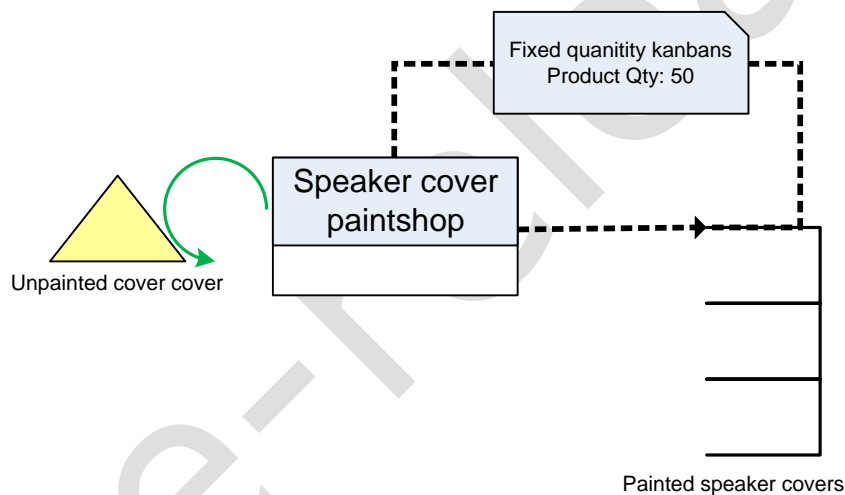 Fixed quanitity kanbans
Product Qty: 50
Speaker cover
paintshop
Unpainted cover cover
Painted speaker covers